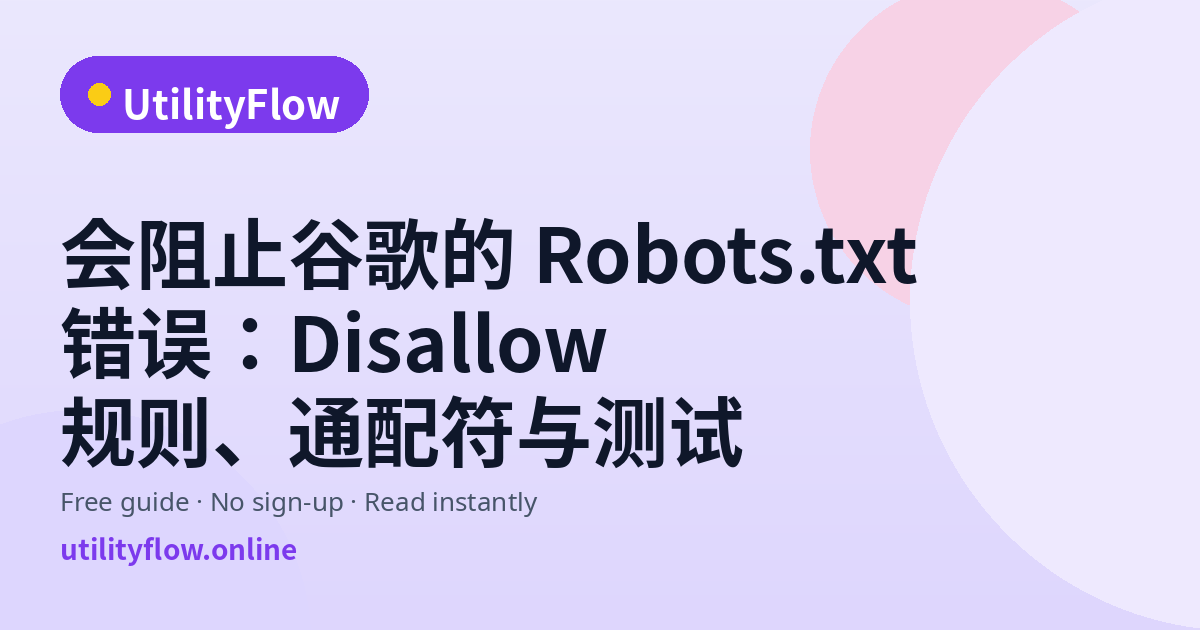 UtilityFlow
会阻止谷歌的 Robots.txt
错误：Disallow
规则、通配符与测试
Free guide · No sign-up · Read instantly
utilityflow.online